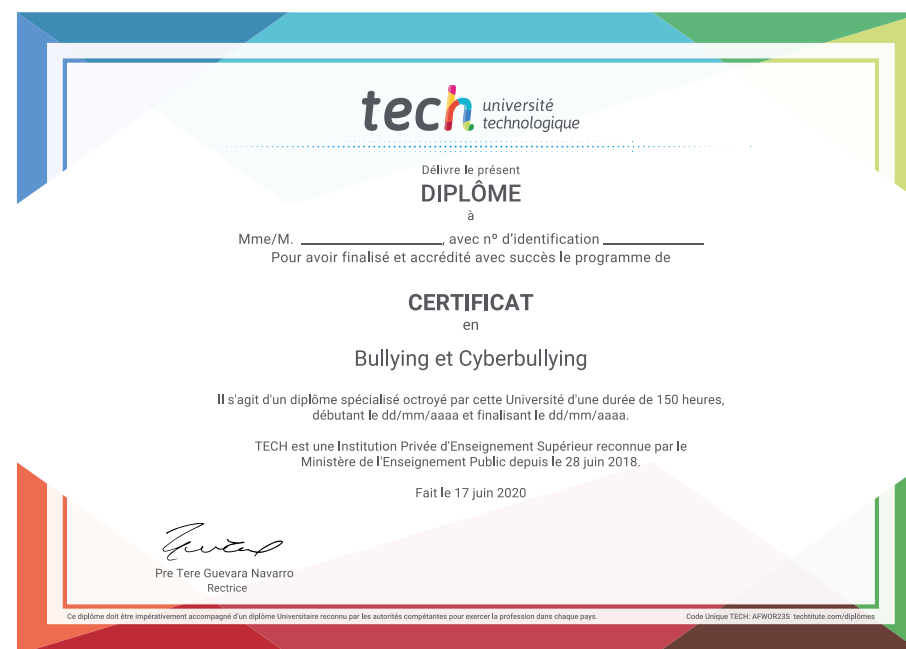 tech université
technologique
Délivre le présent
DIPLÔME
à
Mme/M. ____________________, avec nº d'identification ______________
Pour avoir finalisé et accrédité avec succès le programme de
CERTIFICAT
en
Bullying et Cyberbullying
Il s'agit d'un diplôme spécialisé octroyé par cette Université d'une durée de 150 heures,
débutant le dd/mm/aaaa et finalisant le dd/mm/aaaa.
TECH est une Institution Privée d'Enseignement Supérieur reconnue par le
Ministère de l'Enseignement Public depuis le 28 juin 2018.
Fait le 17 juin 2020
Pre Tere Guevara Navarro
Rectrice
Ce diplôme doit être impérativement accompagné d'un diplôme Universitaire reconnu par les autorités compétantes pour exercer la profession dans chaque pays. Code Unique TECH: AFWOR23S techtitute.com/diplômes